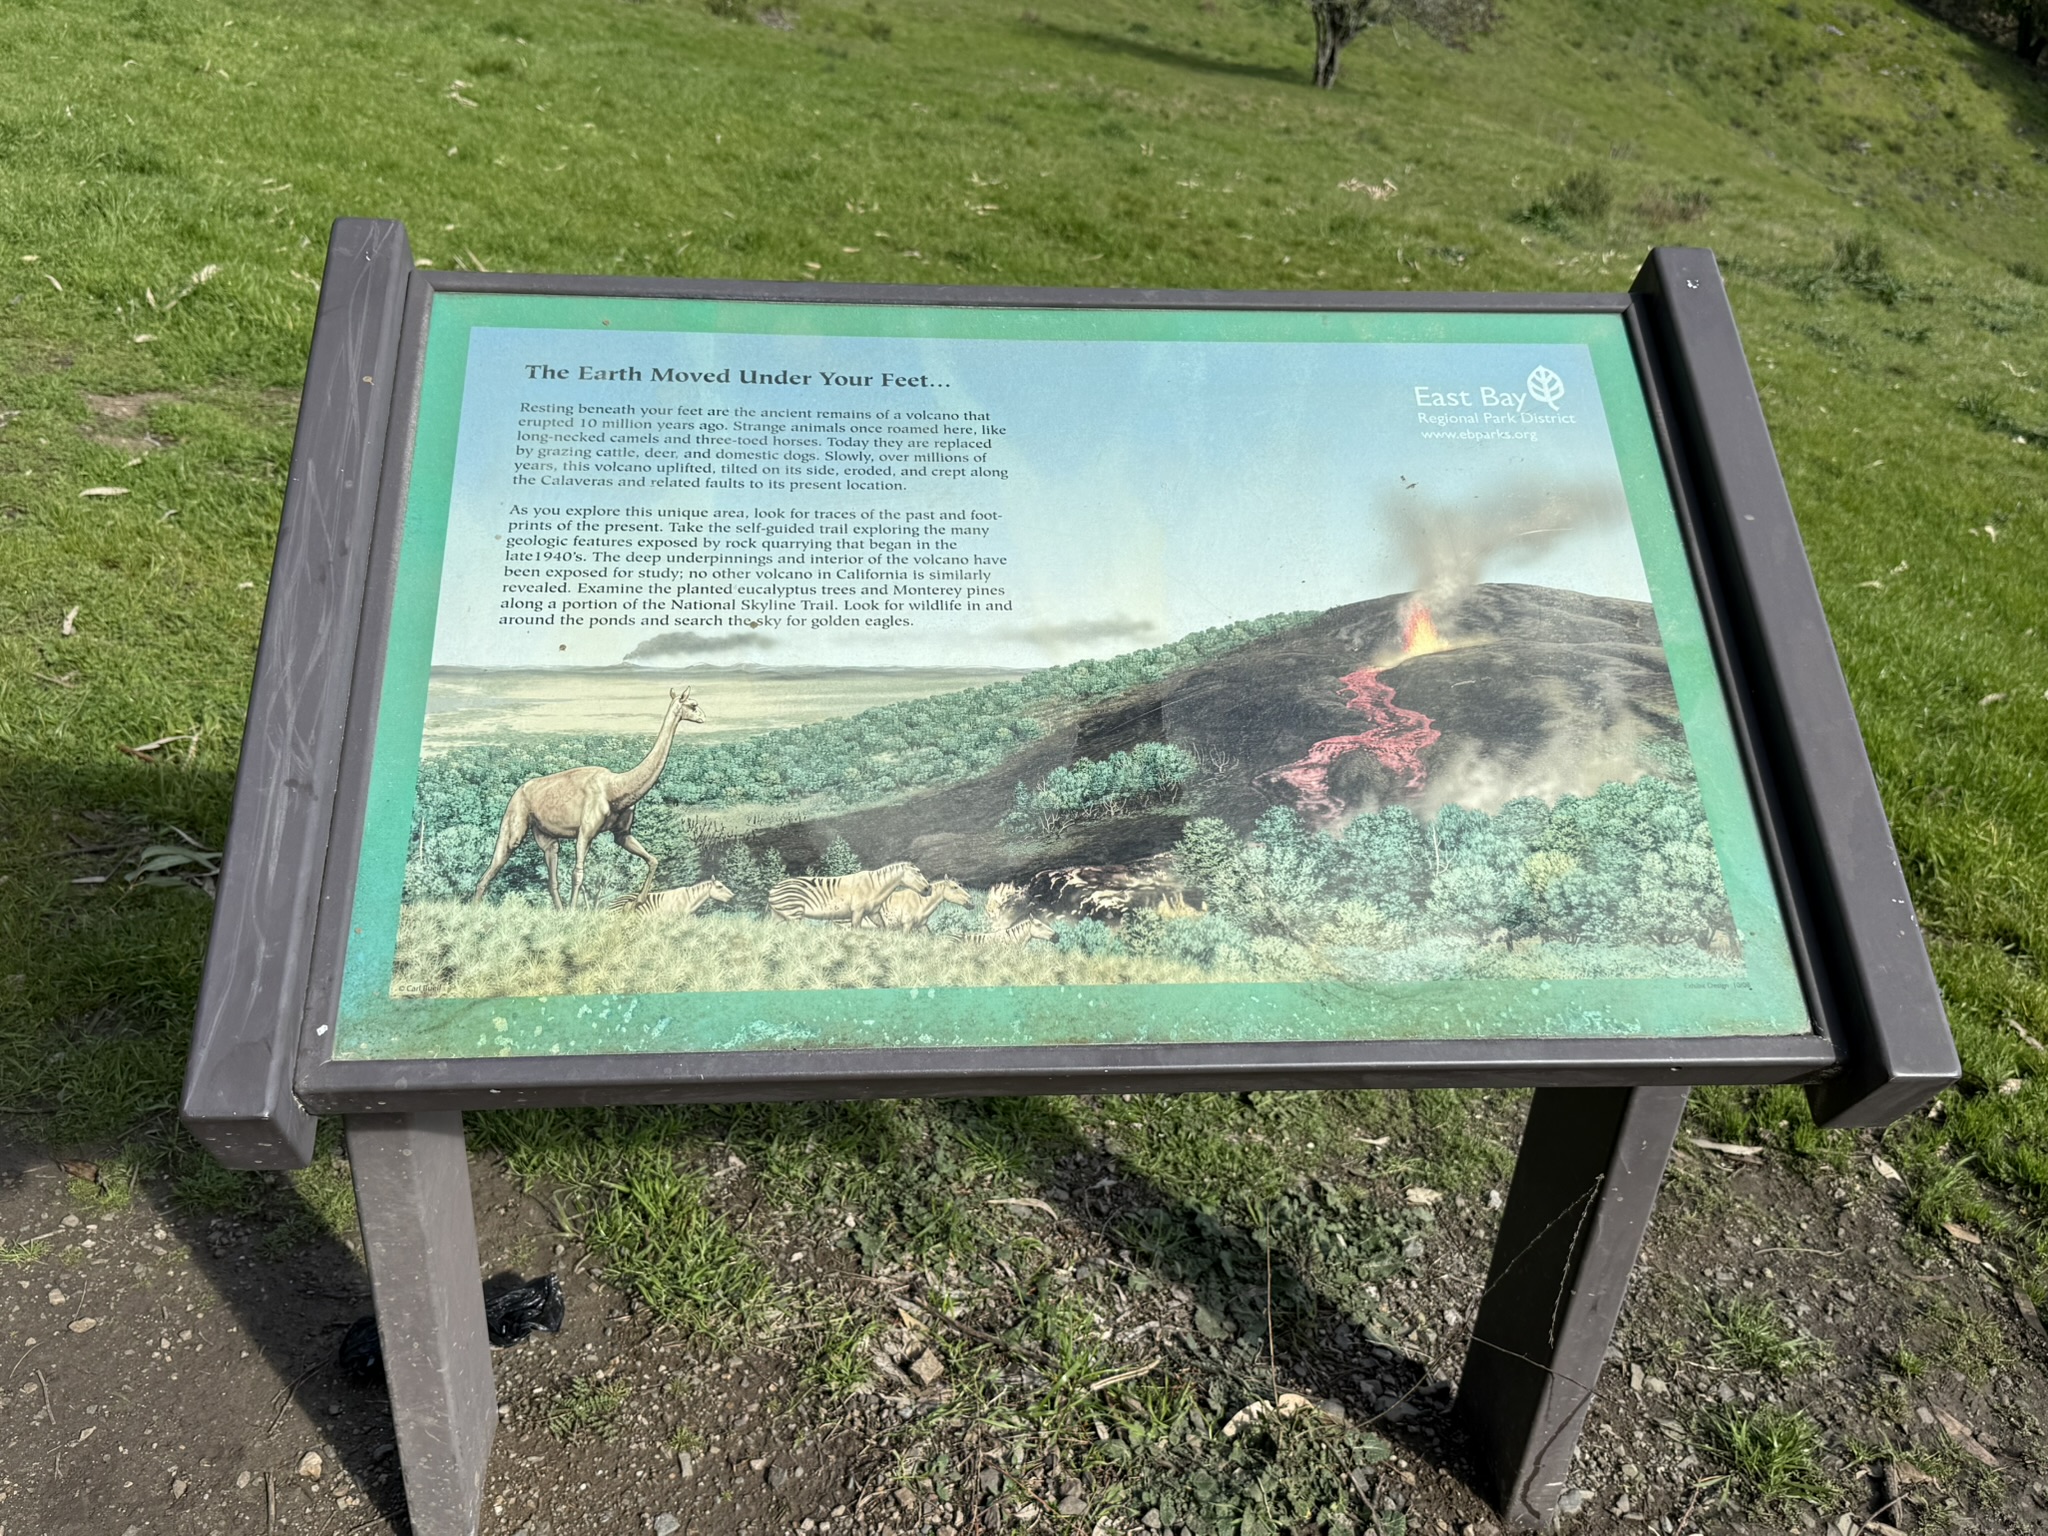 The Earth Moved Under Your Feet...
Resting beneath your feet are the ancient remains of a volcano that
erupted 10 million years ago. Strange animals once roamed here, like
long-necked camels and three-toed horses. Today they are replaced
by grazing cattle, deer, and domestic dogs. Slowly, over millions of
years, this volcano uplifted, tilted on its side, eroded, and crept along
the Calaveras and related faults to its present location.
As you explore this unique area, look for traces of the past and foot-
prints of the present. Take the self-guided trail exploring the many
geologic features exposed by rock quarrying that began in the
late1940's. The deep underpinnings and interior of the volcano have
been exposed for study; no other volcano in California is similarly
revealed. Examine the planted eucalyptus trees and Monterey pines
along a portion of the National Skyline Trail. Look for wildlife in and
around the ponds and search the sky for golden eagles.
East Bay
Regional Park District
www.ebparks.org
© Carl
Exhibit Design